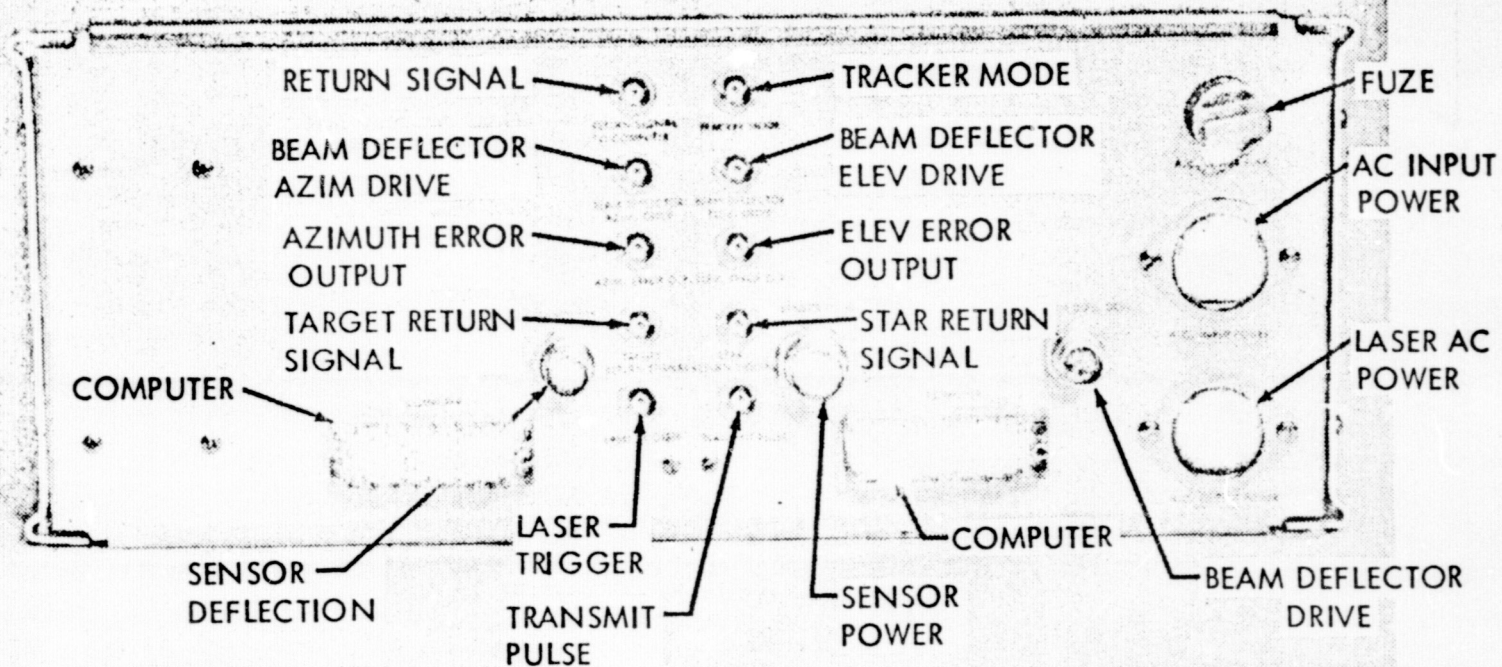 RETURN SIGNAL
TRACKER MODE
FUZE
BEAM DEFLECTOR
AZIM DRIVE
BEAM DEFLECTOR
ELEV DRIVE
AC INPUT
POWER
AZIMUTH ERROR
OUTPUT
ELEV ERROR
OUTPUT
TARGET RETURN
SIGNAL
STAR RETURN
SIGNAL
LASER AC
POWER
COMPUTER
SENSOR
DEFLECTION
LASER
TRIGGER
TRANSMIT
PULSE
SENSOR
POWER
COMPUTER
BEAM DEFLECTOR
DRIVE